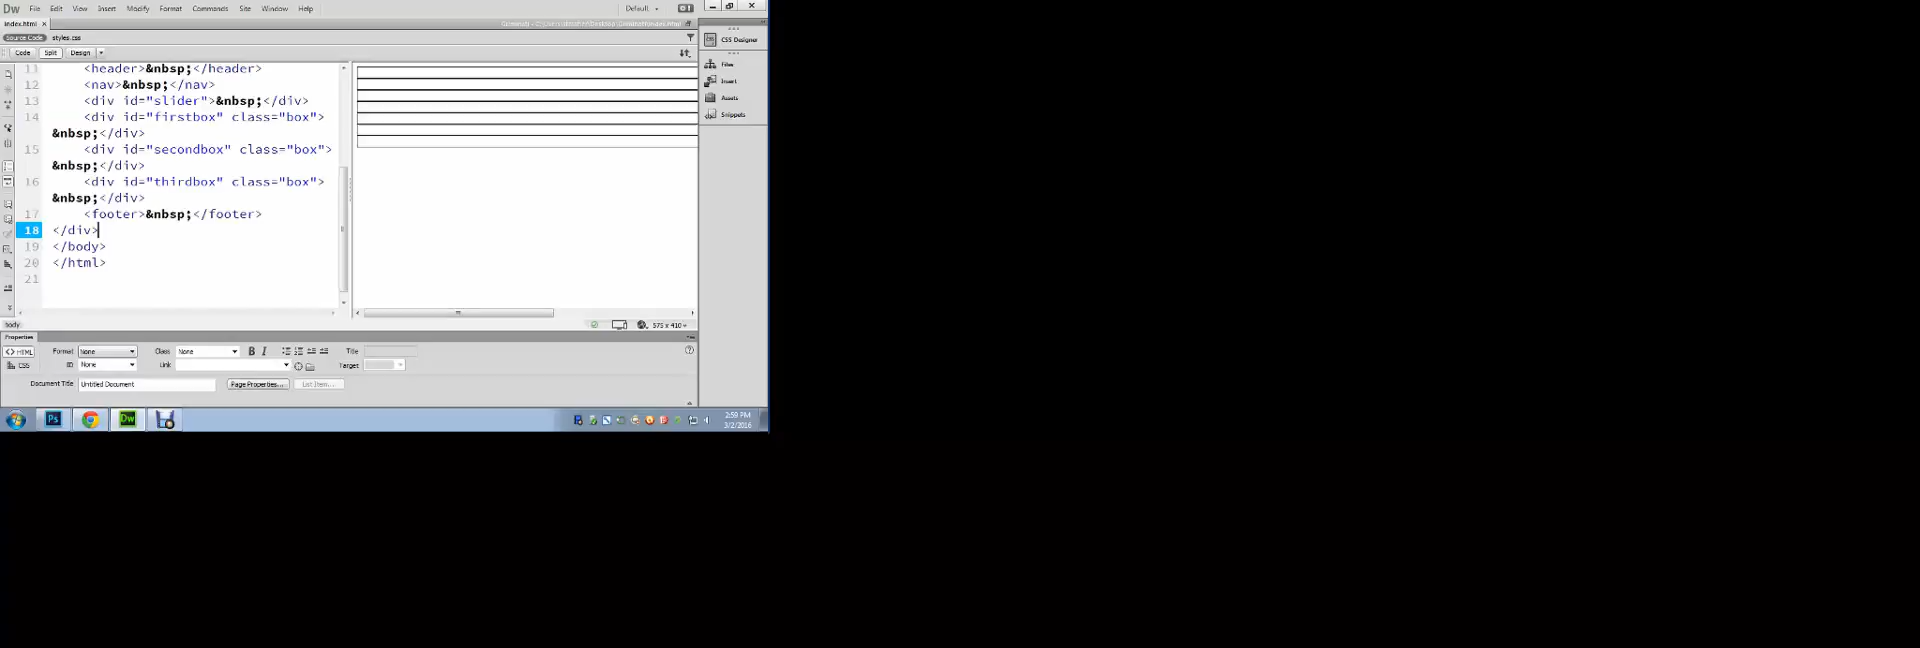 Dw File Edit View Insert Modify Format Commands Site Window Help Default
index.html
Source Code styles.css
Code Split Design
CSS Designer
Files
Insert
Assets
Snippets
11 <header>&nbsp;</header>
12 <nav>&nbsp;</nav>
13 <div id="slider">&nbsp;</div>
14 <div id="firstbox" class="box">
&nbsp;</div>
15 <div id="secondbox" class="box">
&nbsp;</div>
16 <div id="thirdbox" class="box">
&nbsp;</div>
17 <footer>&nbsp;</footer>
18 </div>
19 </body>
20 </html>
21
body 575 x 410
Properties
<> HTML Format None Class None B I Title
CSS ID None Link Target
Document Title Untitled Document Page Properties... List Item...
Ps Dw
2:59 PM
3/2/2016